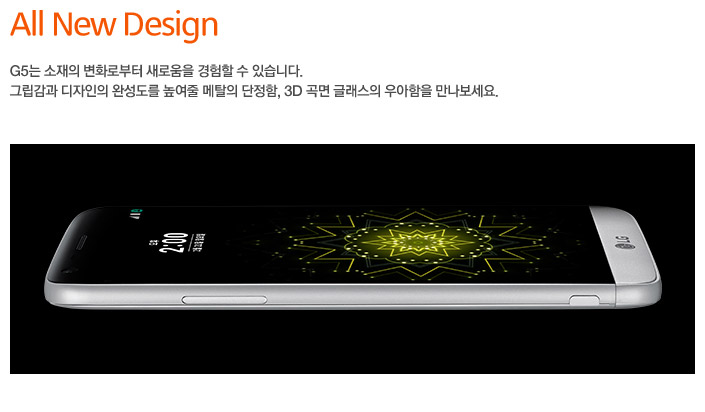 All New Design
G5는 소재의 변화로부터 새로움을 경험할 수 있습니다.
그립감과 디자인의 완성도를 높여줄 메탈의 단정함, 3D 곡면 글래스의 우아함을 만나보세요.
2:00
LG